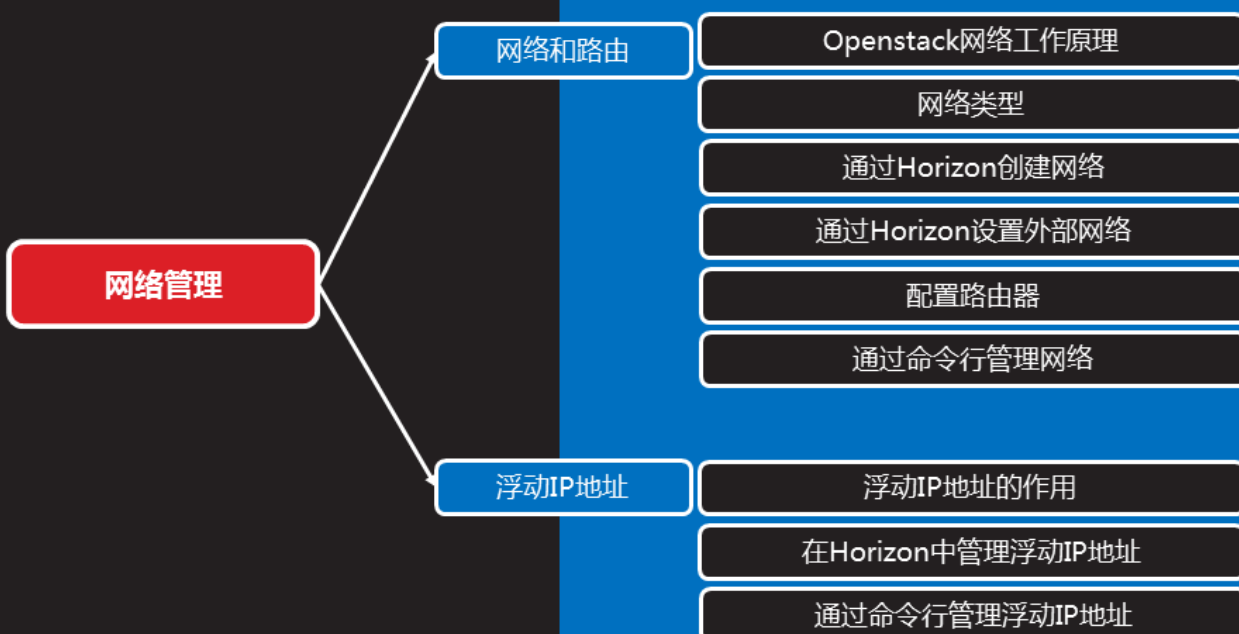 网络管理
网络和路由
Openstack网络工作原理
网络类型
通过Horizon创建网络
通过Horizon设置外部网络
配置路由器
通过命令行管理网络
浮动IP地址
浮动IP地址的作用
在Horizon中管理浮动IP地址
通过命令行管理浮动IP地址